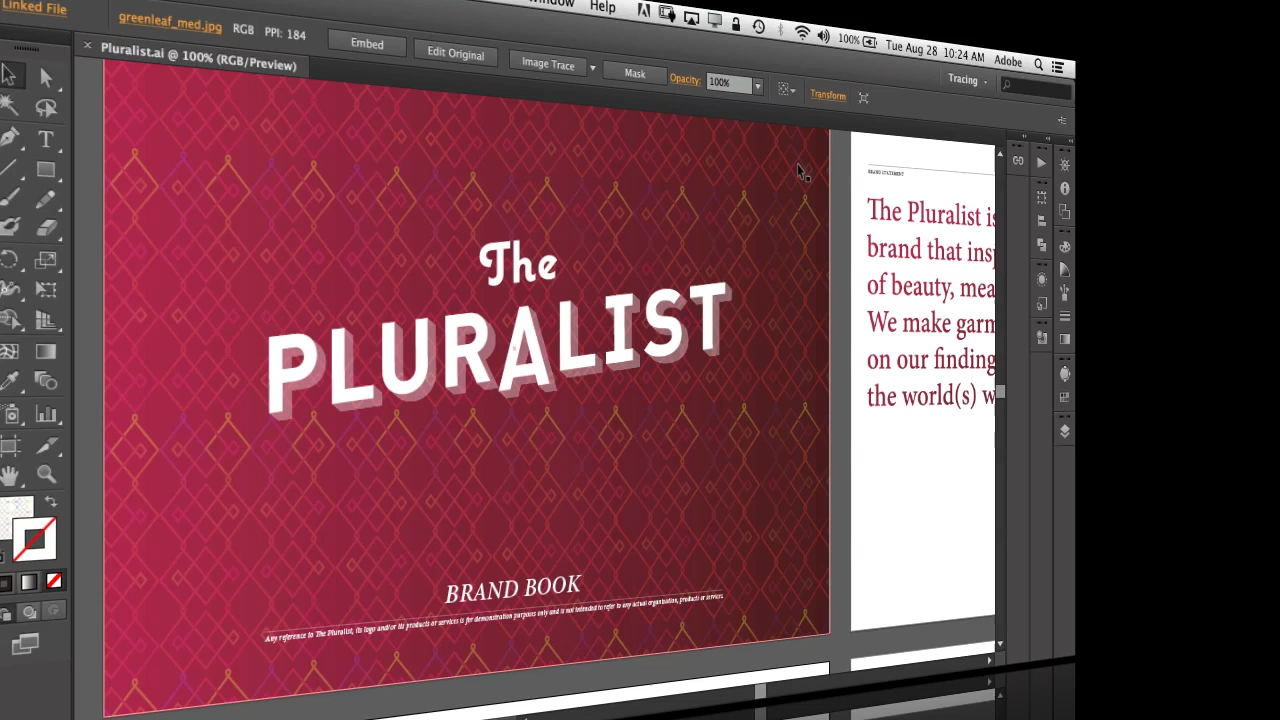 Window Help 100% Tue Aug 28 10:24 AM Adobe
Linked File greenleaf_med.jpg RGB PPI: 184 Embed Edit Original Image Trace Mask Opacity: 100% Transform Tracing
× Pluralist.ai @ 100% (RGB/Preview)
The
PLURALIST
BRAND BOOK
Any reference to The Pluralist, its logo and/or its products or services is for demonstration purposes only and is not intended to refer to any actual organization, products or services.
BRAND STATEMENT
The Pluralist is
brand that insp
of beauty, mea
We make garm
on our finding
the world(s) w